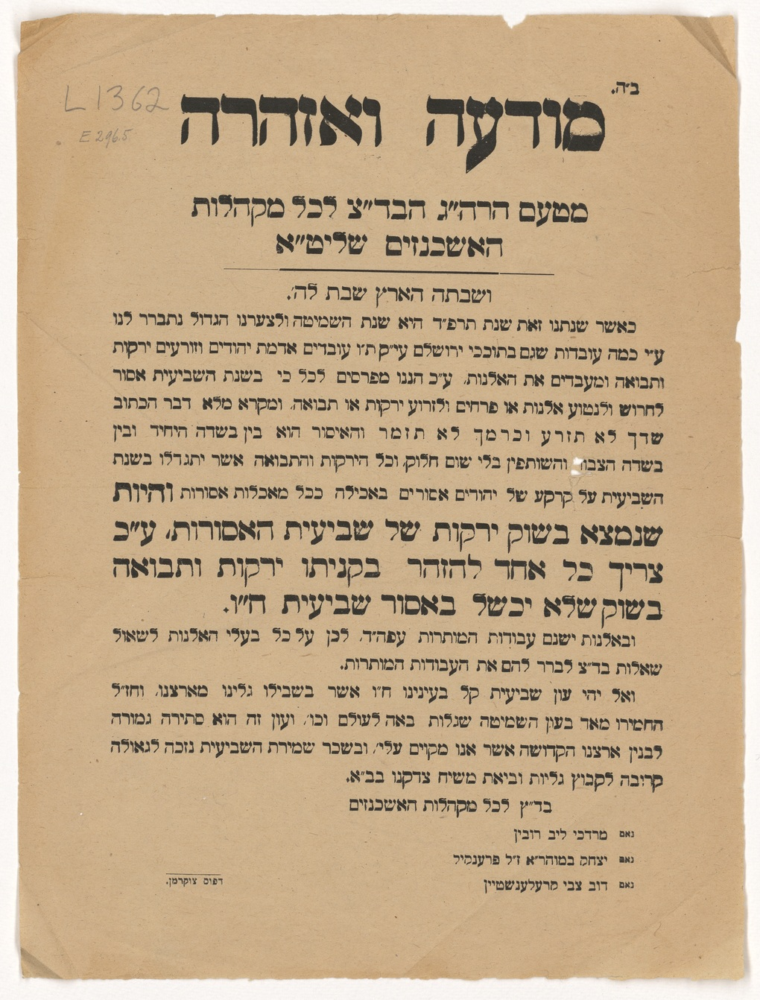 ב״ה.
L 1362
E 296.5
מודעה ואזהרה
מטעם הרה״ג הבד״צ לכל מקהלות
האשכנזים שליט״א
ושבתה הארץ שבת לה׳.
כאשר שנתנו זאת שנת תרפ״ד היא שנת השמיטה ולצערנו הגדול נתברר לנו
ע״י כמה עובדות שגם בתוככי ירושלם עי״ק ת״ו עובדים אדמת יהודים וזורעים ירקות
ותבואה ומעבדים את האלנות, ע״כ הננו מפרסים לכל כי בשנת השביעית אסור
לחרוש ולנטוע אלנות או פרחים ולזרוע ירקות או תבואה, ומקרא מלא דבר הכתוב
שדך לא תזרע וכרמך לא תזמר והאיסור הוא בין בשדה היחיד ובין
בשדה הצבור והשותפין בלי שום חלוק, וכל הירקות והתבואה אשר יתגדלו בשנת
השביעית על קרקע של יהודים אסורים באכילה ככל מאכלות אסורות והיות
שנמצא בשוק ירקות של שביעית האסורות, ע״כ
צריך כל אחד להזהר בקניתו ירקות ותבואה
בשוק שלא יכשל באסור שביעית ח״ו.
ובאלנות ישנם עבודות המותרות עפה״ד, לכן על כל בעלי האלנות לשאול
שאלות בד״צ לברר להם את העבודות המותרות.
ואל יהי עון שביעית קל בעינינו ח״ו אשר בשבילו גלינו מארצנו, וחז״ל
החמירו מאד בעון השמיטה שגלות באה לעולם וכו׳, ועון זה הוא סתירה גמורה
לבנין ארצנו הקדושה אשר אנו מקוים עלי׳, ובשכר שמירת השביעית נזכה לגאולה
קרובה לקבוץ גליות וביאת משיח צדקנו בב״א.
בד״ץ לכל מקהלות האשכנזים
נאם מרדכי ליב רובין
נאם יצחק במוהר״א ז״ל פרענקיל
נאם דוב צבי קרעלענשטיין
דפוס צוקרמן.